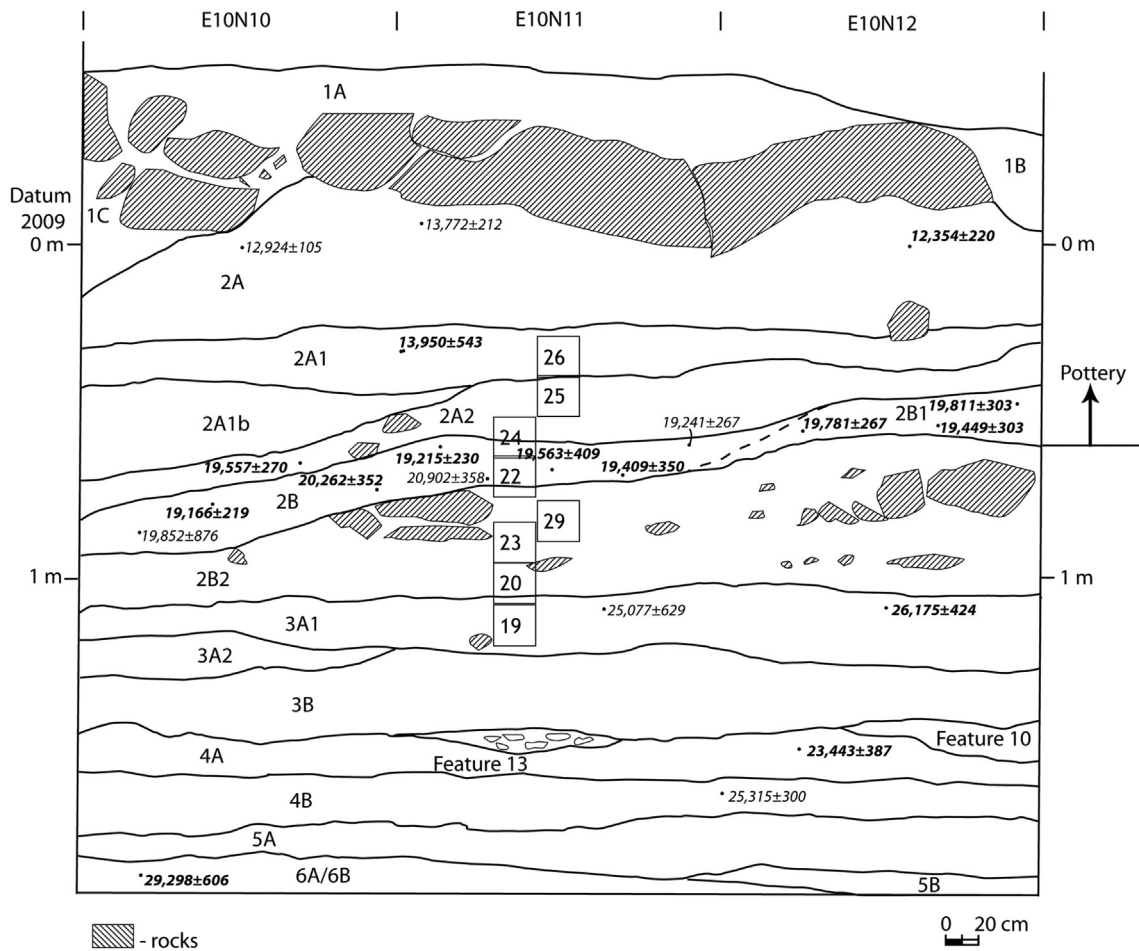 E10N10 E10N11 E10N12
1A
1B
Datum
2009
1C
13,772±212
0 m
12,924±105
12,354±220
0 m
2A
13,950±543
2A1
26
Pottery
25
2A1b
2A2
2B1
19,811±303
19,241±267
19,781±267
19,449±303
24
19,557±270
19,215±230
19,563±409
19,409±350
20,262±352
20,902±358
22
2B
19,166±219
29
19,852±876
23
2B2
1 m
20
1 m
25,077±629
26,175±424
3A1
19
3A2
3B
Feature 10
4A
Feature 13
23,443±387
4B
25,315±300
5A
29,298±606
6A/6B
5B
- rocks
0 20 cm